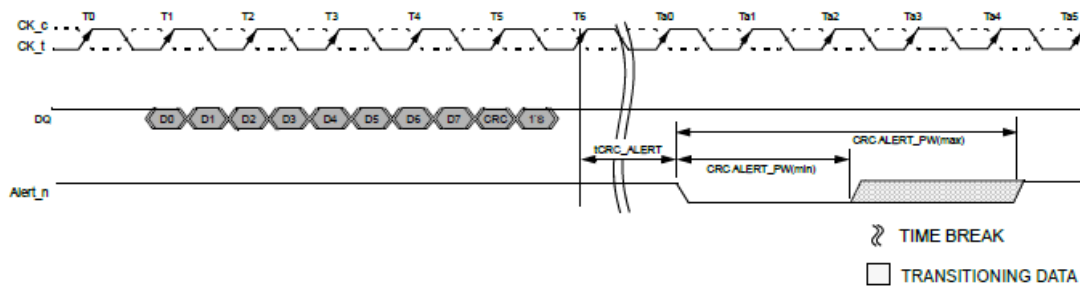 T0 T1 T2 T3 T4 T5 T6 Ta0 Ta1 Ta2 Ta3 Ta4 Ta5
CK_c
CK_t
DQ D0 D1 D2 D3 D4 D5 D6 D7 CRC 1'S
CRC ALERT_PW(max)
tCRC_ALERT
CRC ALERT_PW(min)
Alert_n
TIME BREAK
TRANSITIONING DATA